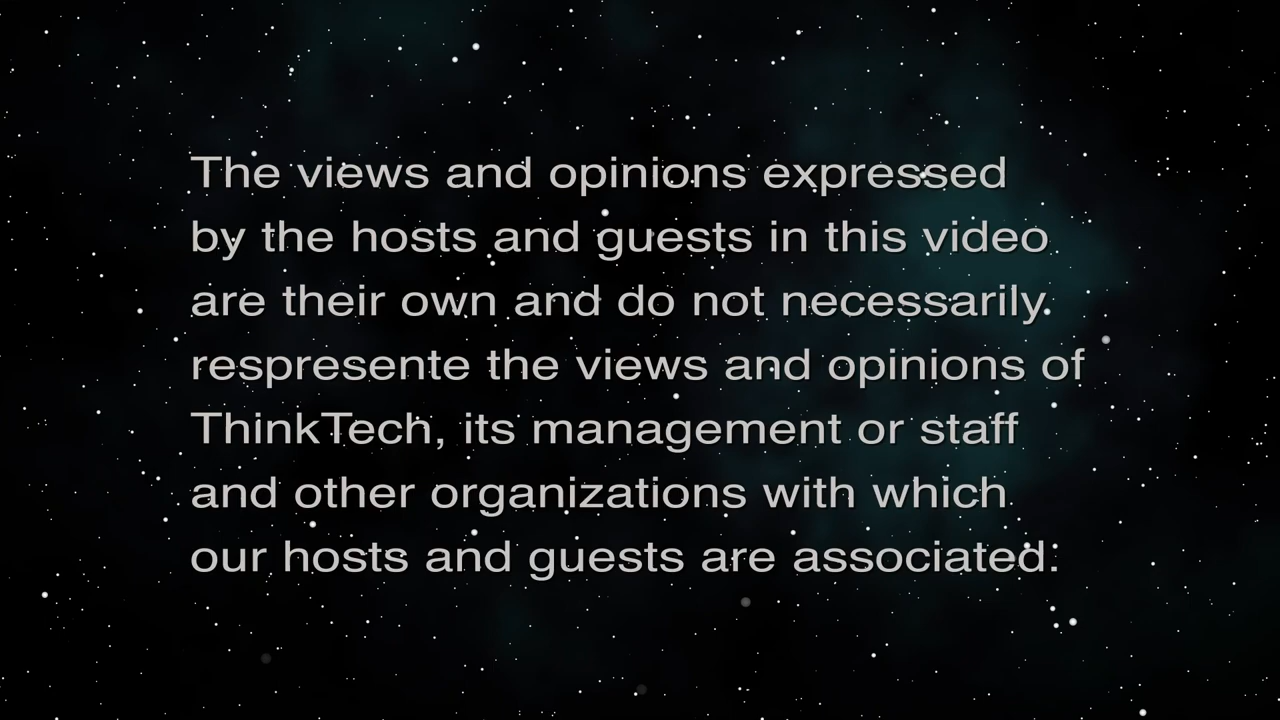 The views and opinions expressed
by the hosts and guests in this video
are their own and do not necessarily
respresente the views and opinions of
ThinkTech, its management or staff
and other organizations with which
our hosts and guests are associated.